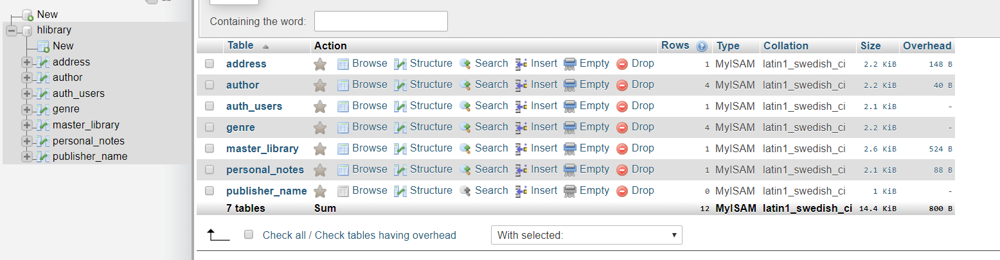 New
hlibrary
New
address
author
auth_users
genre
master_library
personal_notes
publisher_name
Containing the word:
Table Action Rows Type Collation Size Overhead
address Browse Structure Search Insert Empty Drop 1 MyISAM latin1_swedish_ci 2.2 KiB 148 B
author Browse Structure Search Insert Empty Drop 4 MyISAM latin1_swedish_ci 2.2 KiB 40 B
auth_users Browse Structure Search Insert Empty Drop 1 MyISAM latin1_swedish_ci 2.1 KiB -
genre Browse Structure Search Insert Empty Drop 4 MyISAM latin1_swedish_ci 2.2 KiB -
master_library Browse Structure Search Insert Empty Drop 1 MyISAM latin1_swedish_ci 2.6 KiB 524 B
personal_notes Browse Structure Search Insert Empty Drop 1 MyISAM latin1_swedish_ci 2.1 KiB 88 B
publisher_name Browse Structure Search Insert Empty Drop 0 MyISAM latin1_swedish_ci 1 KiB -
7 tables Sum 12 MyISAM latin1_swedish_ci 14.4 KiB 800 B
Check all / Check tables having overhead With selected: